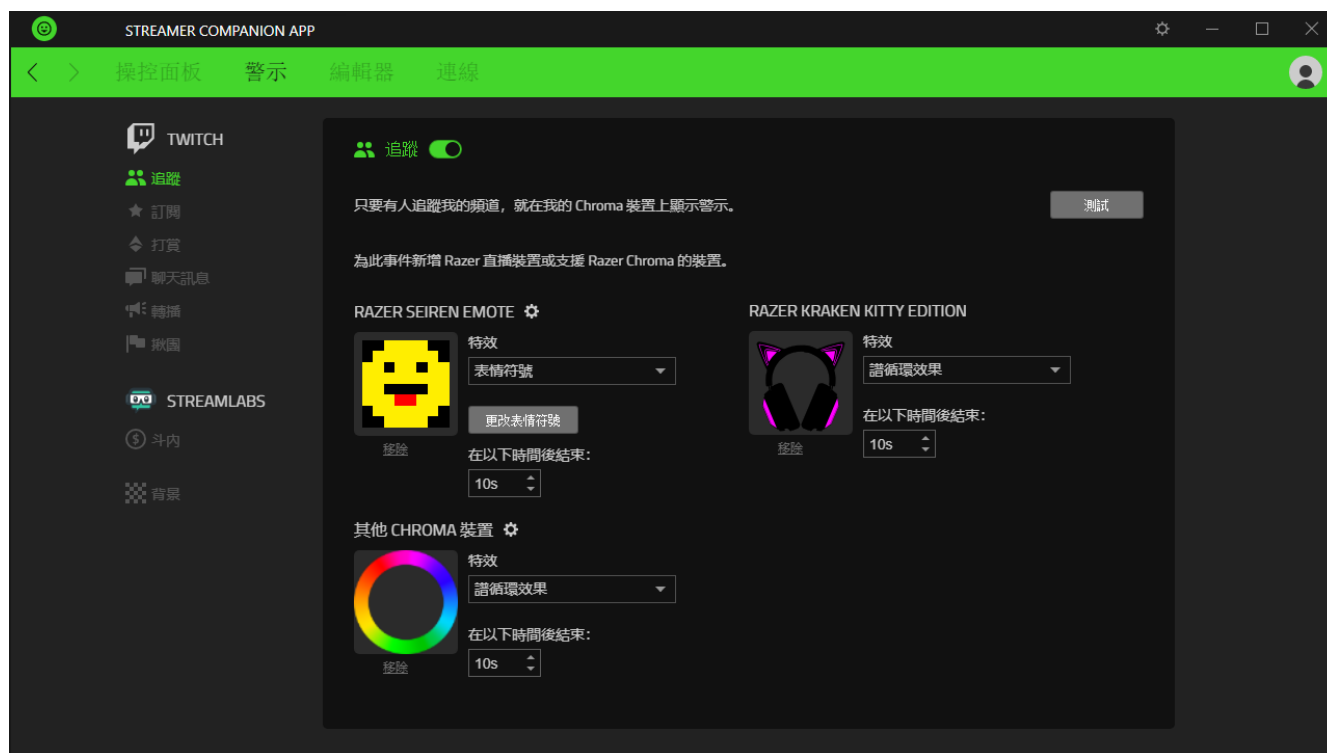 STREAMER COMPANION APP
操控面板 警示 編輯器 連線
TWITCH
追蹤
訂閱
打賞
聊天訊息
轉播
揪團
STREAMLABS
斗內
背景
追蹤
只要有人追蹤我的頻道，就在我的 Chroma 裝置上顯示警示。
測試
為此事件新增 Razer 直播裝置或支援 Razer Chroma 的裝置。
RAZER SEIREN EMOTE
特效
表情符號
更改表情符號
移除
在以下時間後結束：
10s
RAZER KRAKEN KITTY EDITION
特效
譜循環效果
在以下時間後結束：
移除
10s
其他 CHROMA 裝置
特效
譜循環效果
在以下時間後結束：
移除
10s